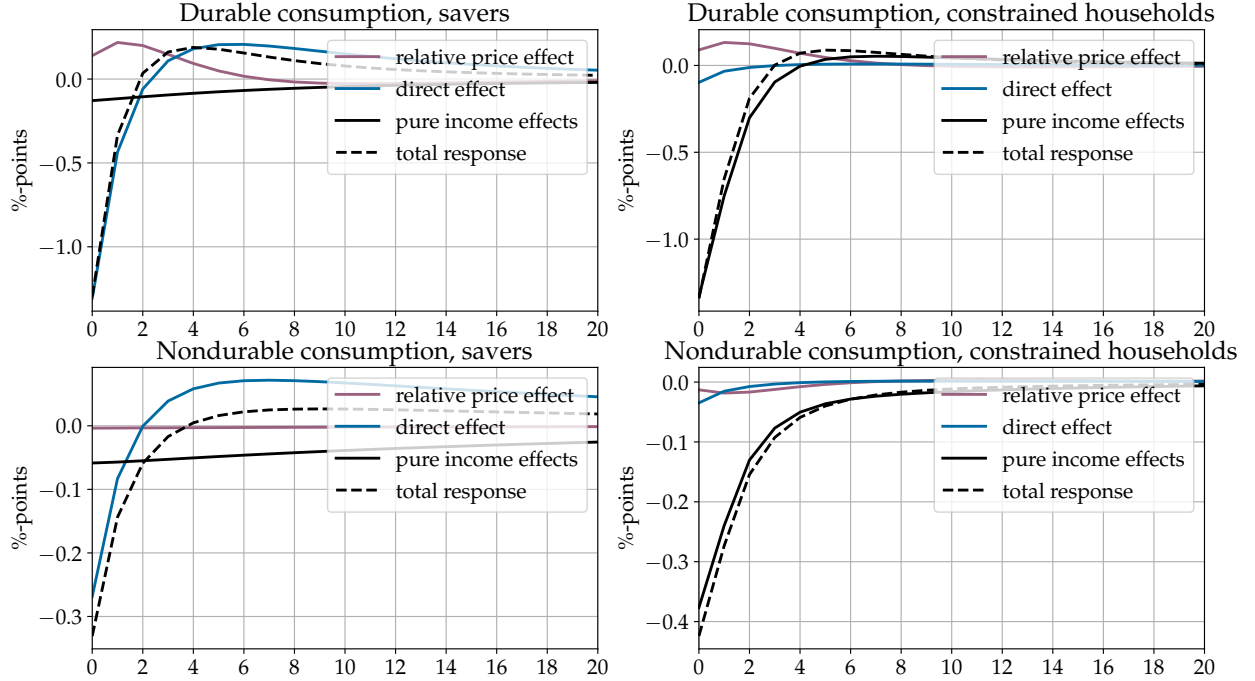 Durable consumption, savers
%-points
0.0
−0.5
−1.0
relative price effect
direct effect
pure income effects
total response
0 2 4 6 8 10 12 14 16 18 20
Durable consumption, constrained households
%-points
0.0
−0.5
−1.0
relative price effect
direct effect
pure income effects
total response
0 2 4 6 8 10 12 14 16 18 20
Nondurable consumption, savers
%-points
0.0
−0.1
−0.2
−0.3
relative price effect
direct effect
pure income effects
total response
0 2 4 6 8 10 12 14 16 18 20
Nondurable consumption, constrained households
%-points
0.0
−0.1
−0.2
−0.3
−0.4
relative price effect
direct effect
pure income effects
total response
0 2 4 6 8 10 12 14 16 18 20